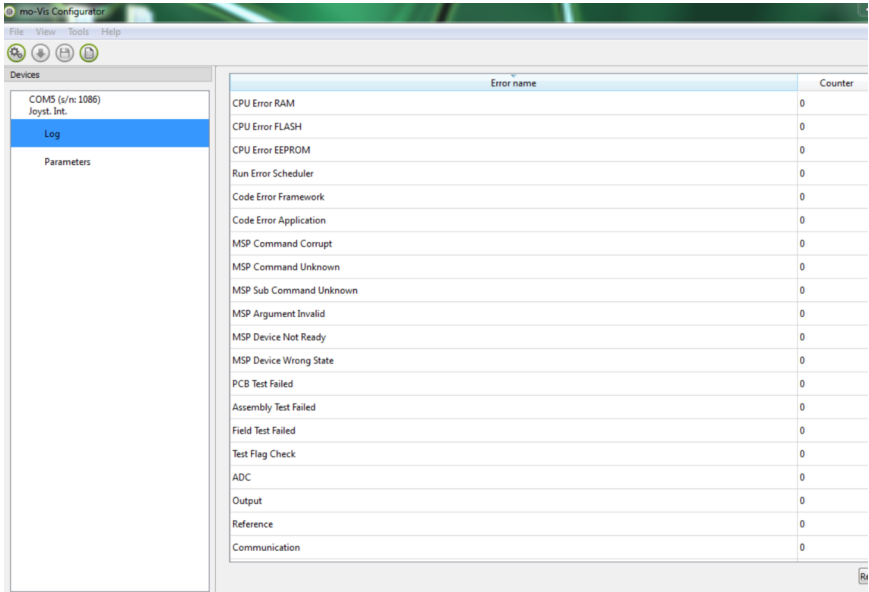 mo-Vis Configurator
File View Tools Help
Devices
COM5 (s/n: 1086)
Joyst. Int.
Log
Parameters
Error name Counter
CPU Error RAM 0
CPU Error FLASH 0
CPU Error EEPROM 0
Run Error Scheduler 0
Code Error Framework 0
Code Error Application 0
MSP Command Corrupt 0
MSP Command Unknown 0
MSP Sub Command Unknown 0
MSP Argument Invalid 0
MSP Device Not Ready 0
MSP Device Wrong State 0
PCB Test Failed 0
Assembly Test Failed 0
Field Test Failed 0
Test Flag Check 0
ADC 0
Output 0
Reference 0
Communication 0